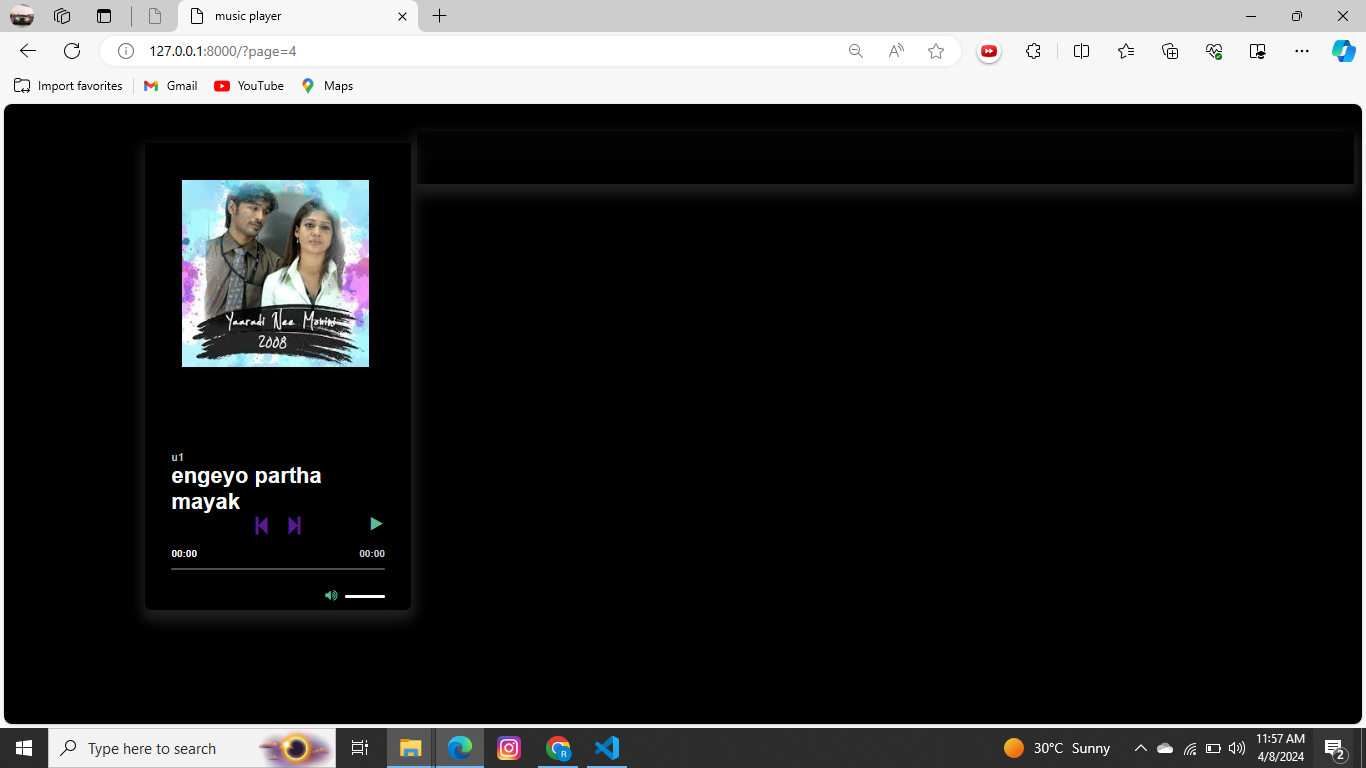 music player
127.0.0.1:8000/?page=4
Import favorites
Gmail
YouTube
Maps
Yaaradi Nee Mohini
2008
u1
engeyo partha
mayak
00:00
00:00
Type here to search
R
30°C Sunny
11:57 AM
4/8/2024
2